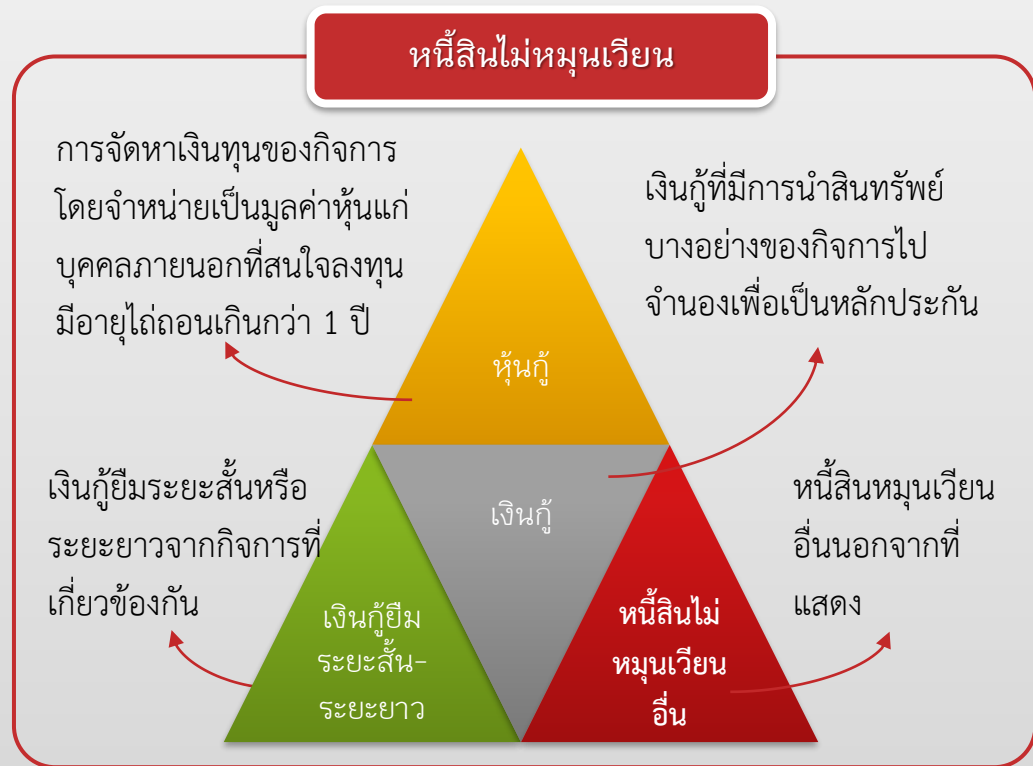 หนี้สินไม่หมุนเวียน
การจัดหาเงินทุนของกิจการ
โดยจำหน่ายเป็นมูลค่าหุ้นแก่
บุคคลภายนอกที่สนใจลงทุน
มีอายุไถ่ถอนเกินกว่า 1 ปี
เงินกู้ที่มีการนำสินทรัพย์
บางอย่างของกิจการไป
จำนองเพื่อเป็นหลักประกัน
หุ้นกู้
เงินกู้ยืมระยะสั้นหรือ
ระยะยาวจากกิจการที่
เกี่ยวข้องกัน
เงินกู้
หนี้สินหมุนเวียน
อื่นนอกจากที่
แสดง
เงินกู้ยืม
ระยะสั้น-
ระยะยาว
หนี้สินไม่
หมุนเวียน
อื่น